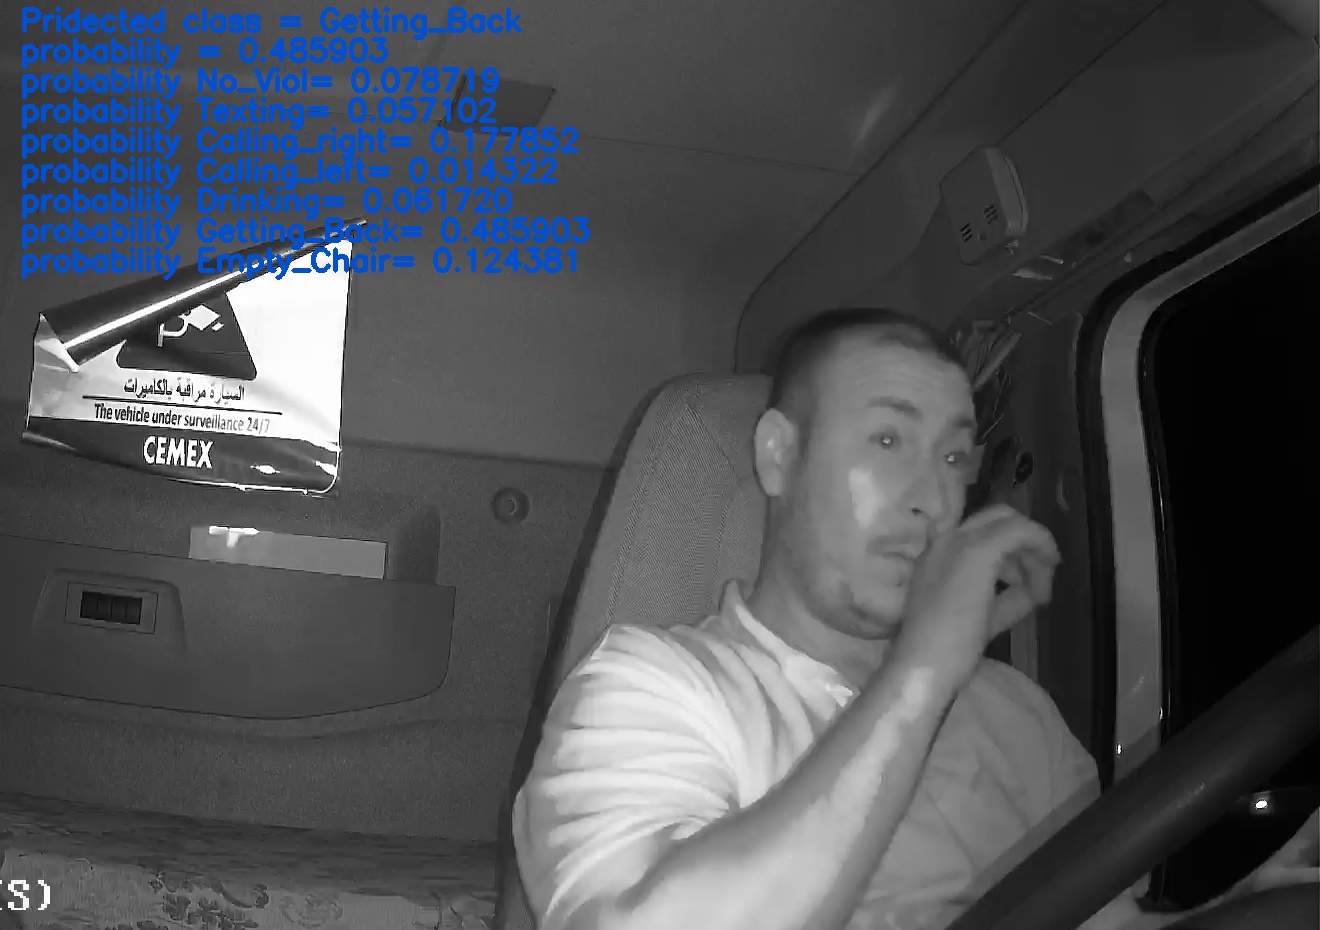 Pridected class = Getting_Back
probability = 0.485903
probability No_Viol= 0.078719
probability Texting= 0.057102
probability Calling_right= 0.177852
probability Calling_left= 0.014322
probability Drinking= 0.061720
probability Getting_Back= 0.485903
probability Empty_Chair= 0.124381
السيارة مراقبة بالكاميرات
The vehicle under surveillance 24/7
CEMEX
S)